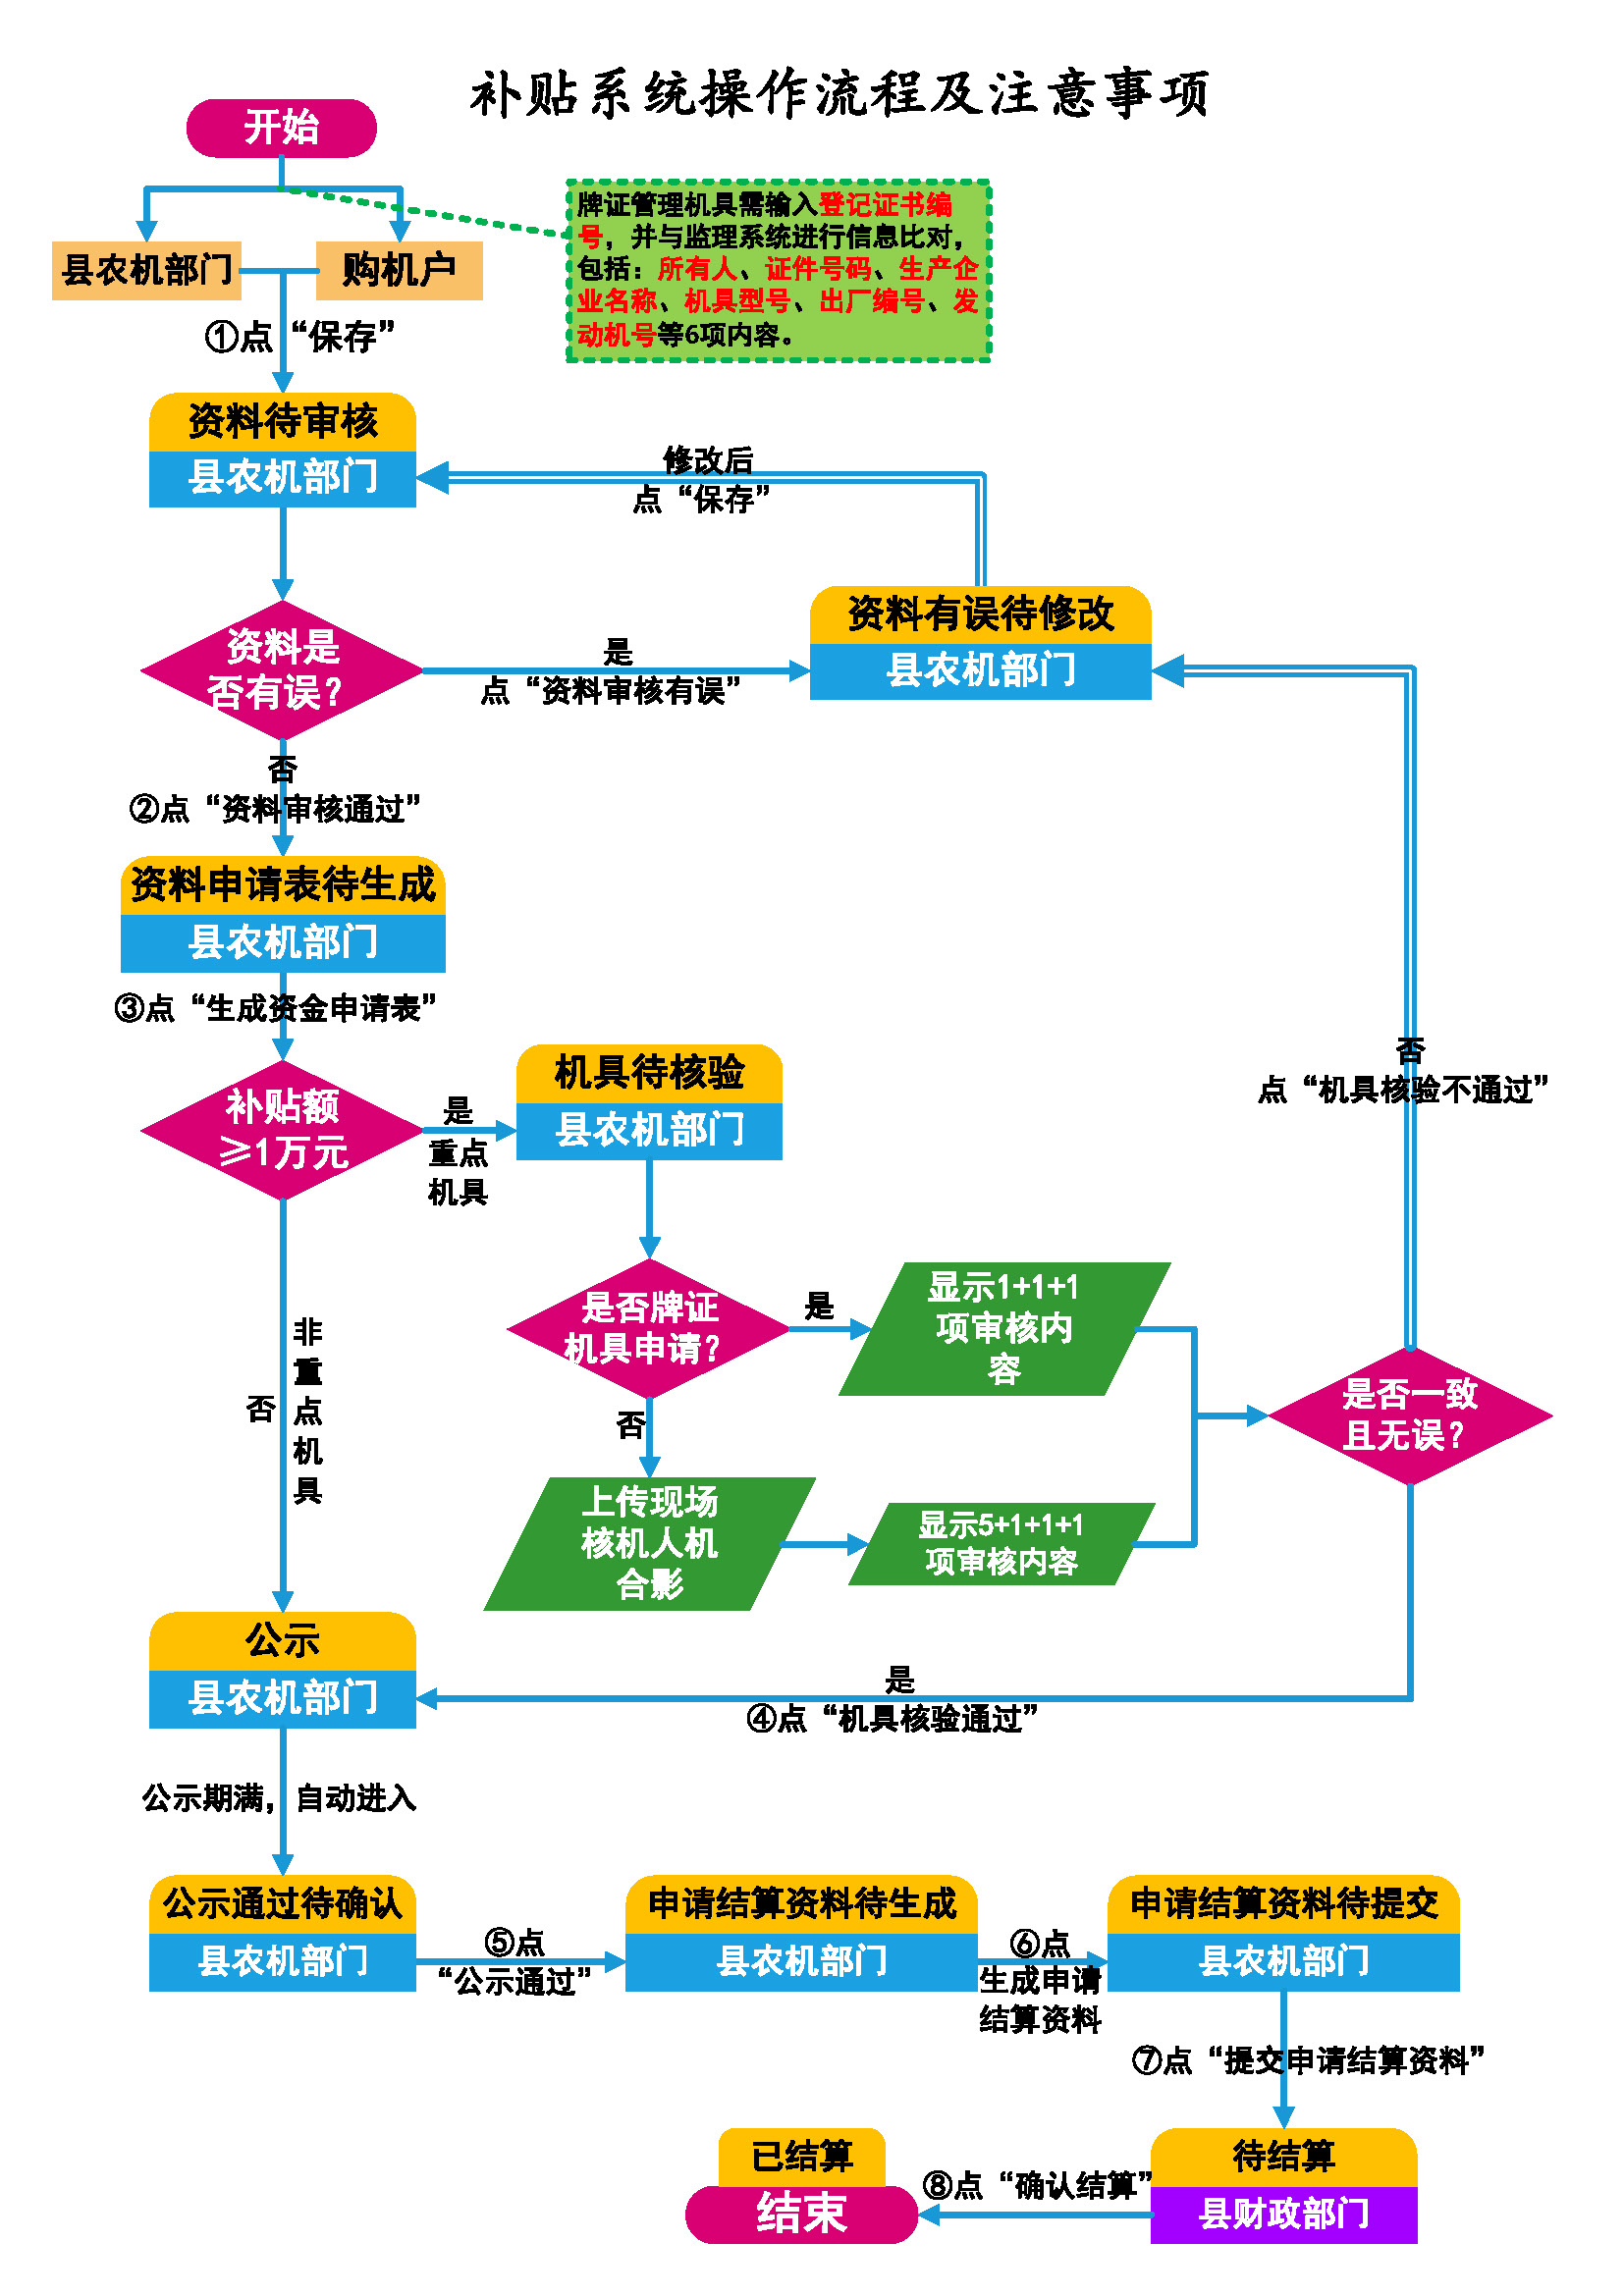 补贴系统操作流程及注意事项
开始
牌证管理机具需输入登记证书编
号，并与监理系统进行信息比对，
包括：所有人、证件号码、生产企
业名称、机具型号、出厂编号、发
动机号等6项内容。
县农机部门
购机户
①点“保存”
资料待审核
县农机部门
修改后
点“保存”
资料有误待修改
县农机部门
资料是
否有误？
是
点“资料审核有误”
否
②点“资料审核通过”
资料申请表待生成
县农机部门
③点“生成资金申请表”
补贴额
≥1万元
是
重点
机具
机具待核验
县农机部门
否
点“机具核验不通过”
是否牌证
机具申请？
是
显示1+1+1
项审核内
容
否
非
重
点
机
具
否
上传现场
核机人机
合影
显示5+1+1+1
项审核内容
是否一致
且无误？
公示
县农机部门
是
④点“机具核验通过”
公示期满，自动进入
公示通过待确认
县农机部门
⑤点
“公示通过”
申请结算资料待生成
县农机部门
⑥点
生成申请
结算资料
申请结算资料待提交
县农机部门
⑦点“提交申请结算资料”
待结算
县财政部门
⑧点“确认结算”
已结算
结束